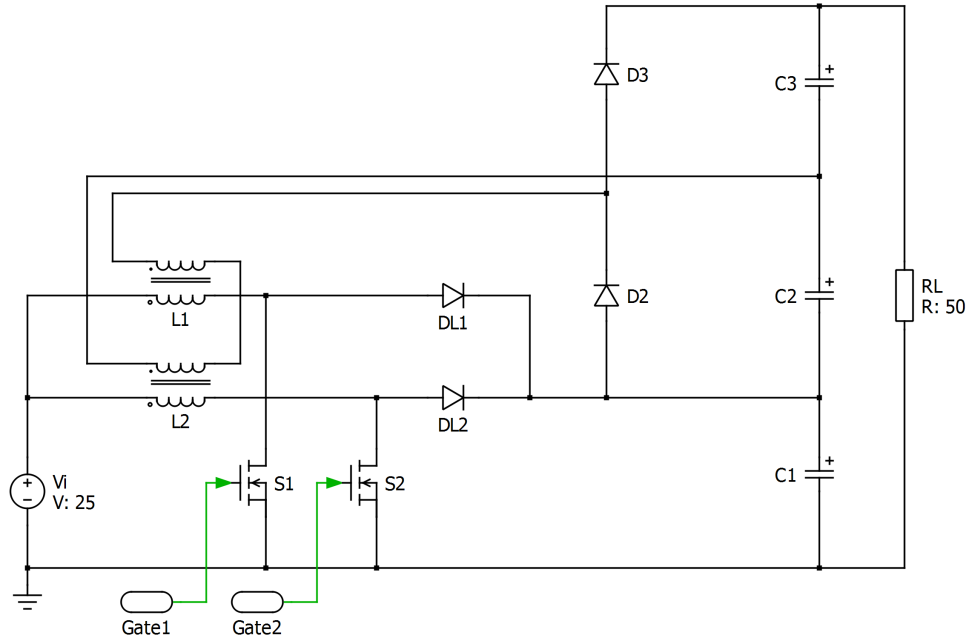 D3
C3
L1
DL1
D2
C2
RL
R: 50
L2
DL2
Vi
V: 25
S1
S2
C1
Gate1
Gate2